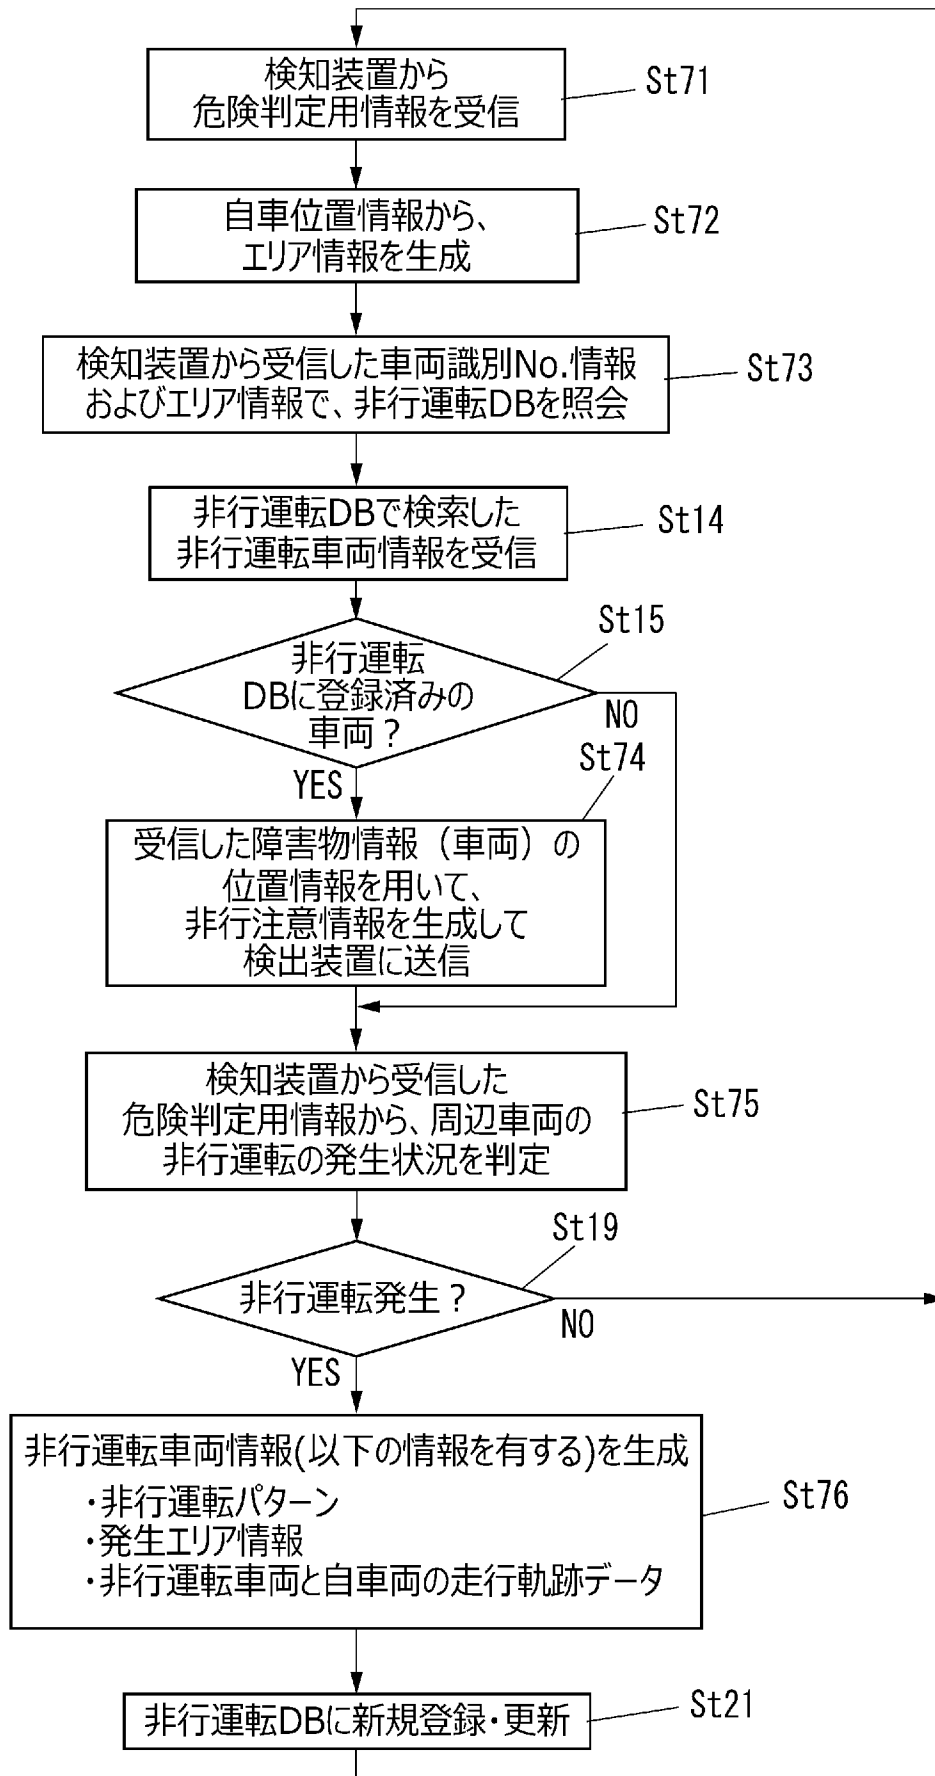 検知装置から
危険判定用情報を受信
St71
自車位置情報から、
エリア情報を生成
St72
検知装置から受信した車両識別No.情報
およびエリア情報で、非行運転DBを照会
St73
非行運転DBで検索した
非行運転車両情報を受信
St14
非行運転
DBに登録済みの
車両？
St15
NO
YES
St74
受信した障害物情報（車両）の
位置情報を用いて、
非行注意情報を生成して
検出装置に送信
検知装置から受信した
危険判定用情報から、周辺車両の
非行運転の発生状況を判定
St75
非行運転発生？
St19
NO
YES
非行運転車両情報(以下の情報を有する)を生成
・非行運転パターン
・発生エリア情報
・非行運転車両と自車両の走行軌跡データ
St76
非行運転DBに新規登録・更新
St21